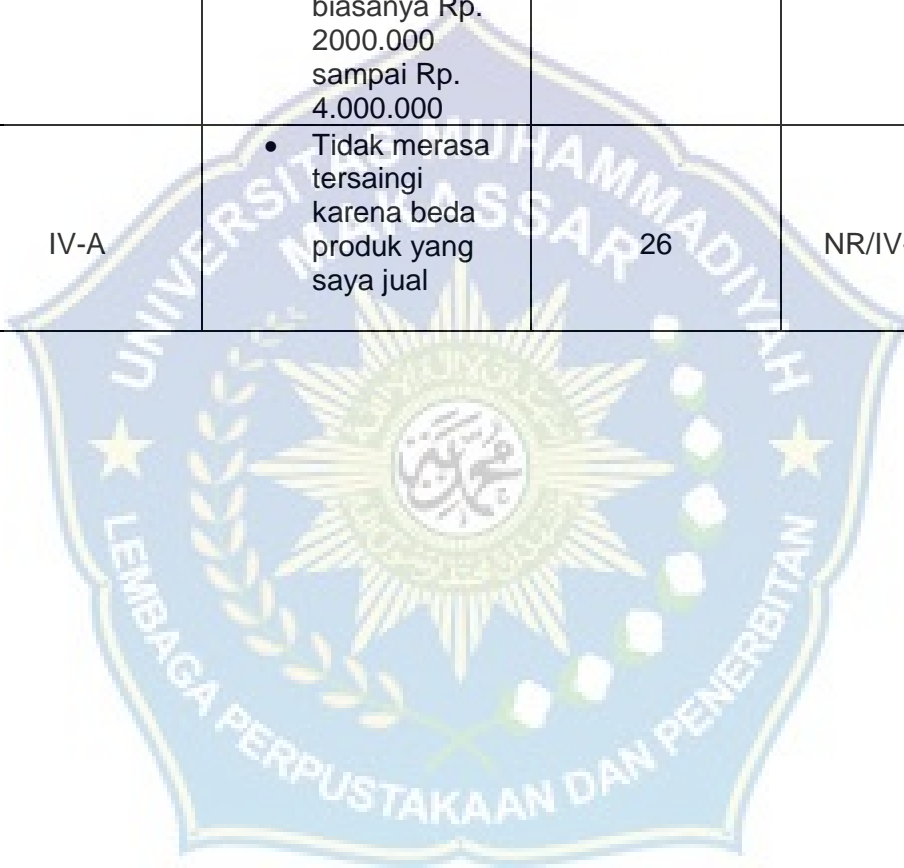 biasanya Rp.
2000.000
sampai Rp.
4.000.000
IV-A
• Tidak merasa
tersaingi
karena beda
produk yang
saya jual
26
NR/IV-
UNIVERSITAS MUHAMMADIYAH
MAKASSAR
LEMBAGA PERPUSTAKAAN DAN PENERBITAN